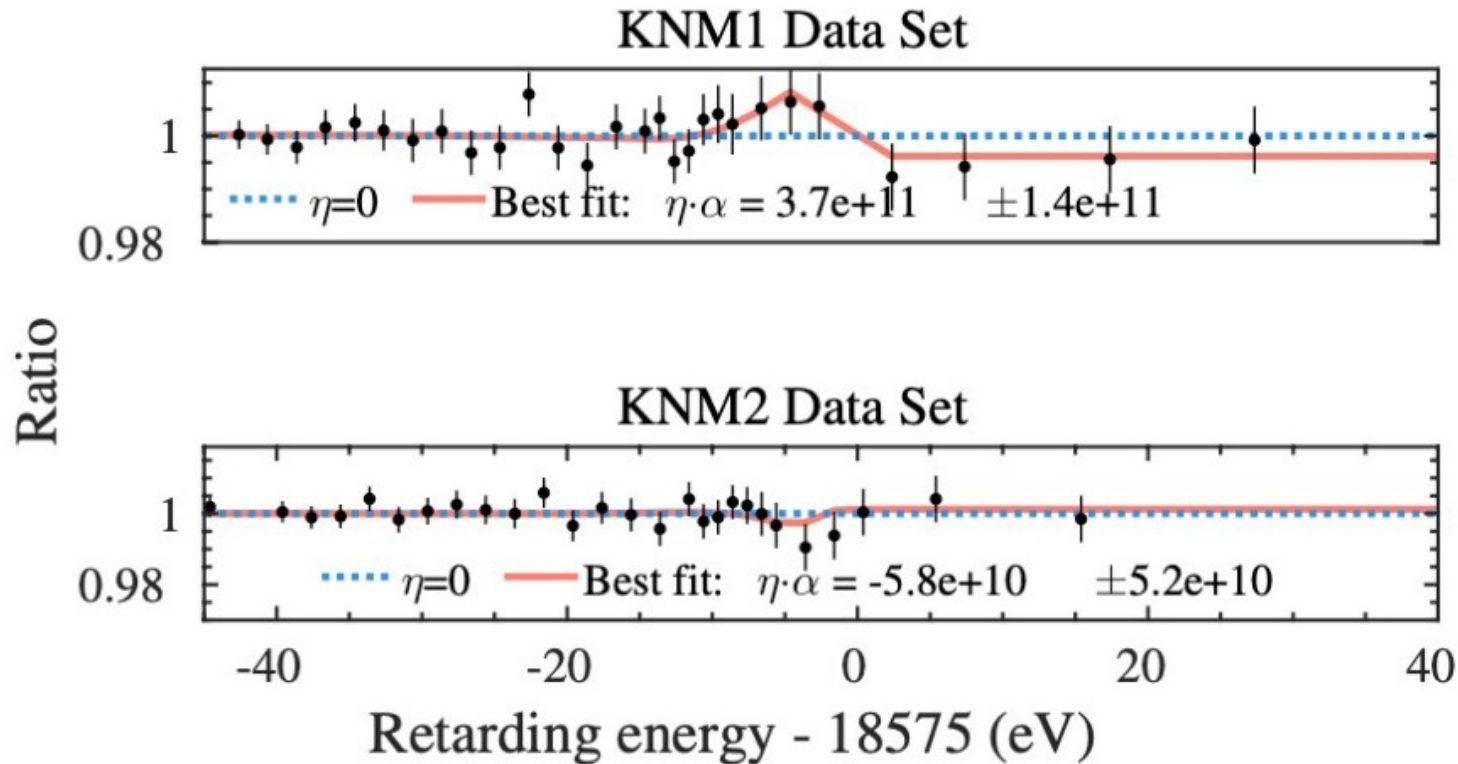 KNM1 Data Set
1
η=0 Best fit: η·α = 3.7e+11 ±1.4e+11
0.98
Ratio
KNM2 Data Set
1
η=0 Best fit: η·α = -5.8e+10 ±5.2e+10
0.98
-40 -20 0 20 40
Retarding energy - 18575 (eV)